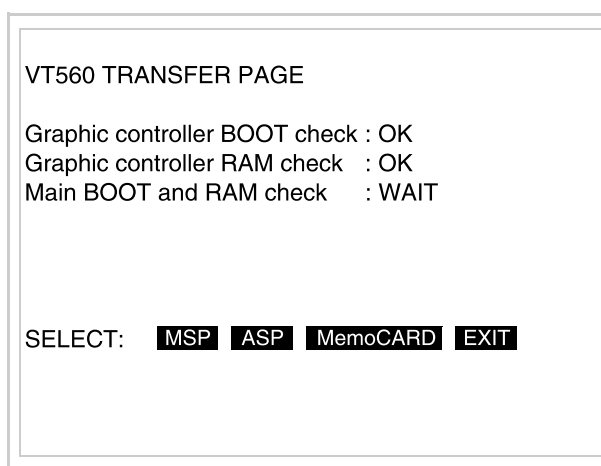 VT560 TRANSFER PAGE
Graphic controller BOOT check : OK
Graphic controller RAM check : OK
Main BOOT and RAM check : WAIT
SELECT: MSP ASP MemoCARD EXIT